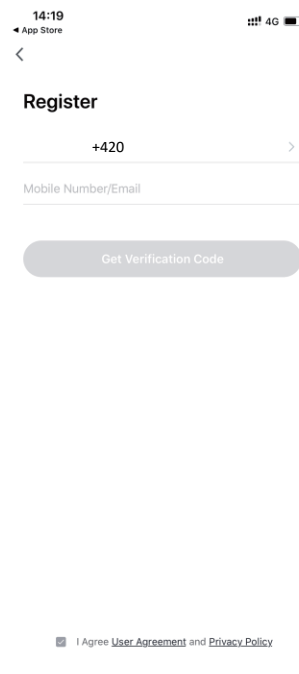 14:19
◀ App Store
4G
Register
+420
Mobile Number/Email
Get Verification Code
I Agree User Agreement and Privacy Policy